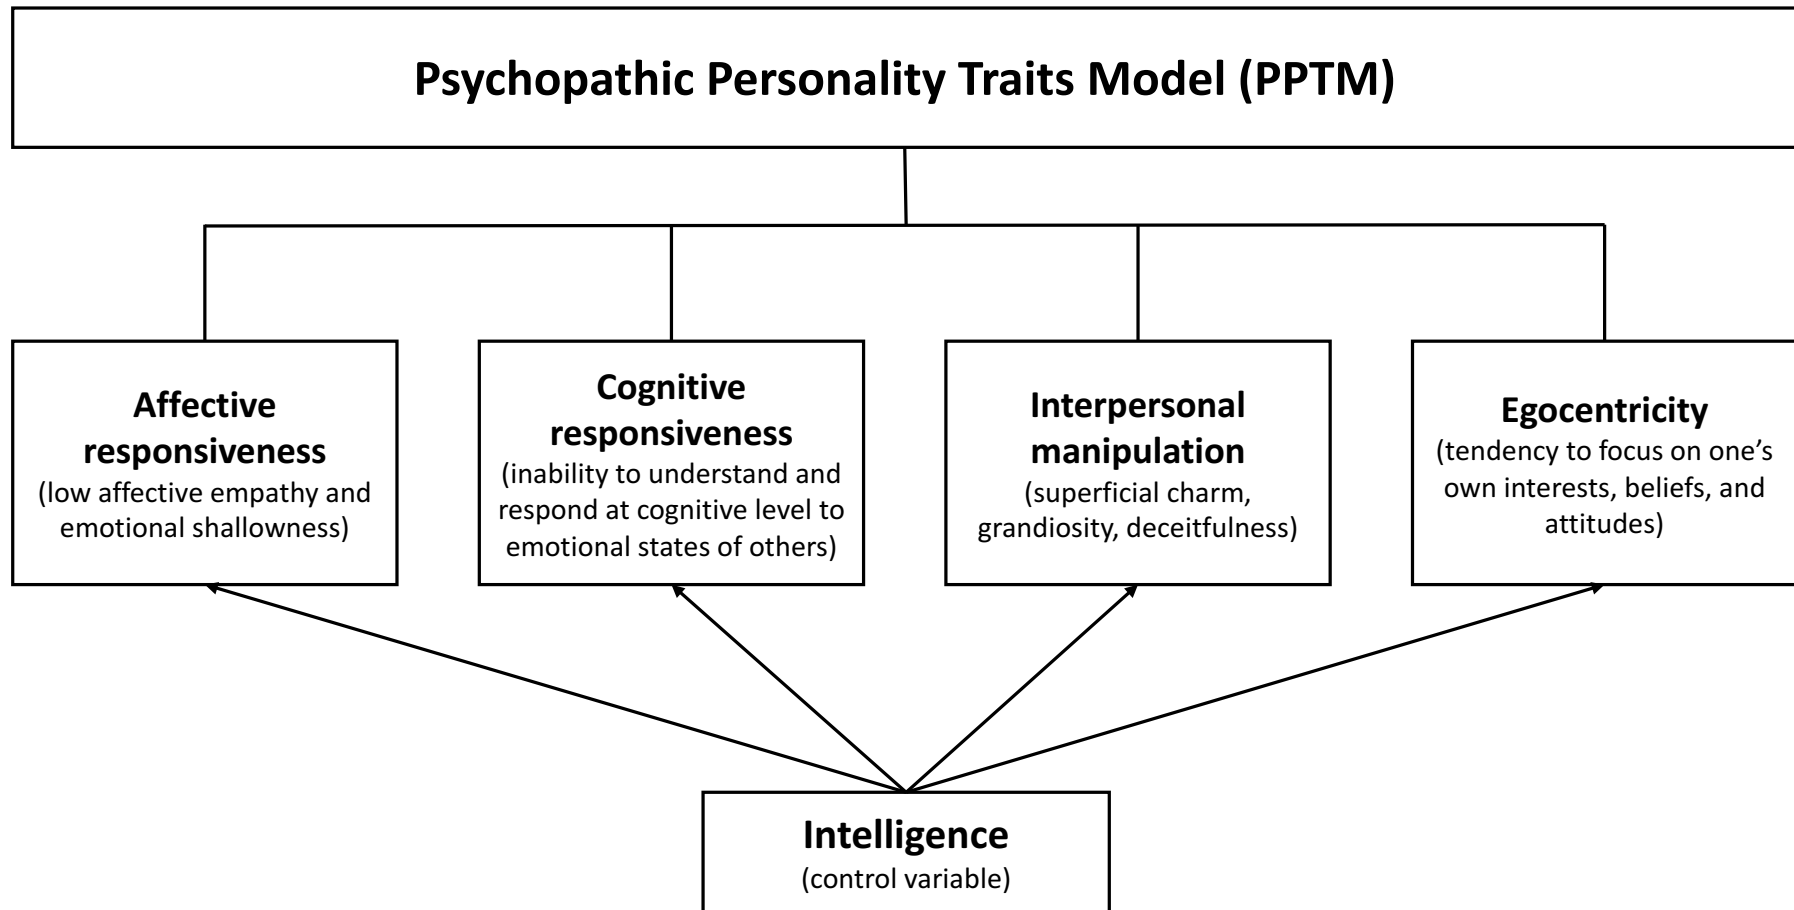 Psychopathic Personality Traits Model (PPTM)
Affective
responsiveness
(low affective empathy and
emotional shallowness)
Cognitive
responsiveness
(inability to understand and
respond at cognitive level to
emotional states of others)
Interpersonal
manipulation
(superficial charm,
grandiosity, deceitfulness)
Egocentricity
(tendency to focus on one’s
own interests, beliefs, and
attitudes)
Intelligence
(control variable)